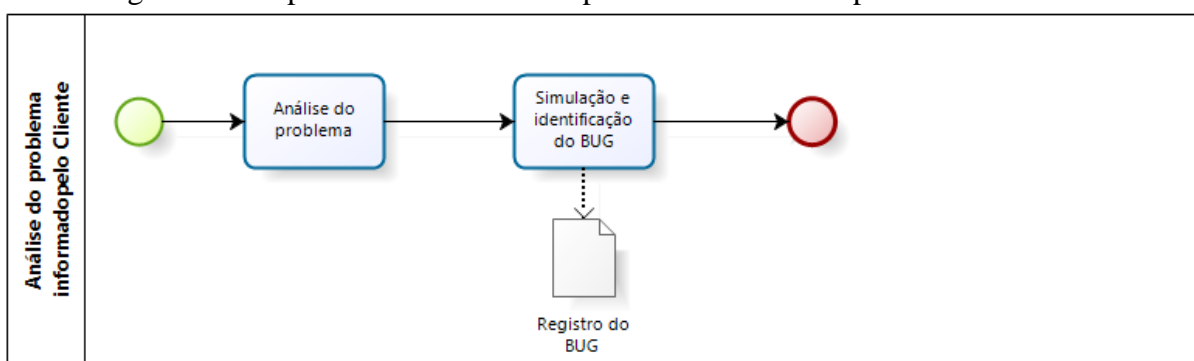 Análise do problema
informadopelo Cliente
Análise do
problema
Simulação e
identificação
do BUG
Registro do
BUG